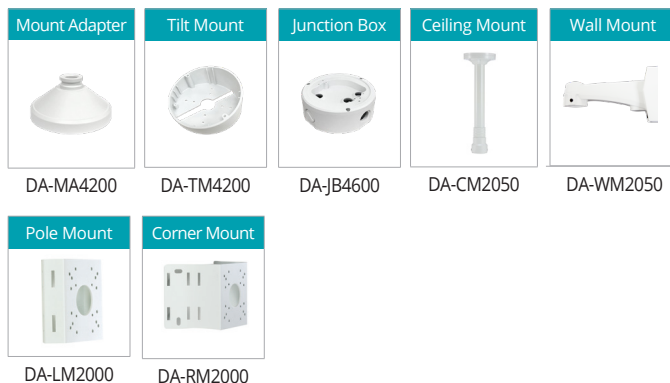 Mount Adapter
Tilt Mount
Junction Box
Ceiling Mount
Wall Mount
DA-MA4200
DA-TM4200
DA-JB4600
DA-CM2050
DA-WM2050
Pole Mount
Corner Mount
DA-LM2000
DA-RM2000